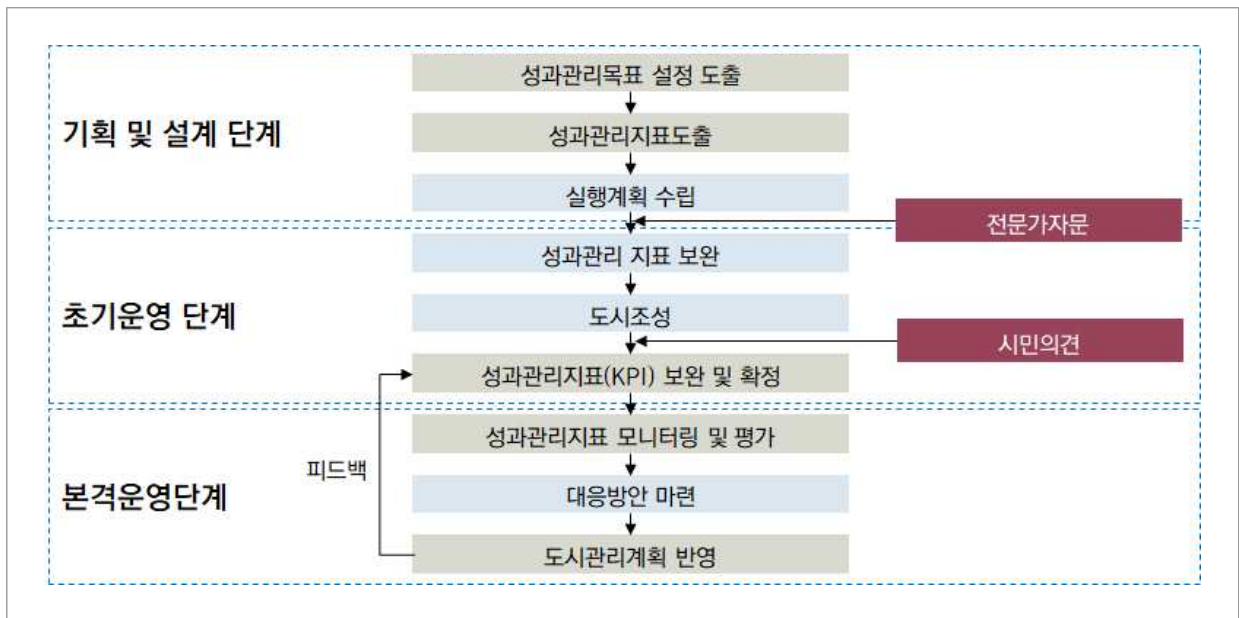 성과관리목표 설정 도출
기획 및 설계 단계
성과관리지표도출
실행계획 수립
전문가자문
성과관리 지표 보완
초기운영 단계
도시조성
시민의견
성과관리지표(KPI) 보완 및 확정
성과관리지표 모니터링 및 평가
피드백
본격운영단계
대응방안 마련
도시관리계획 반영